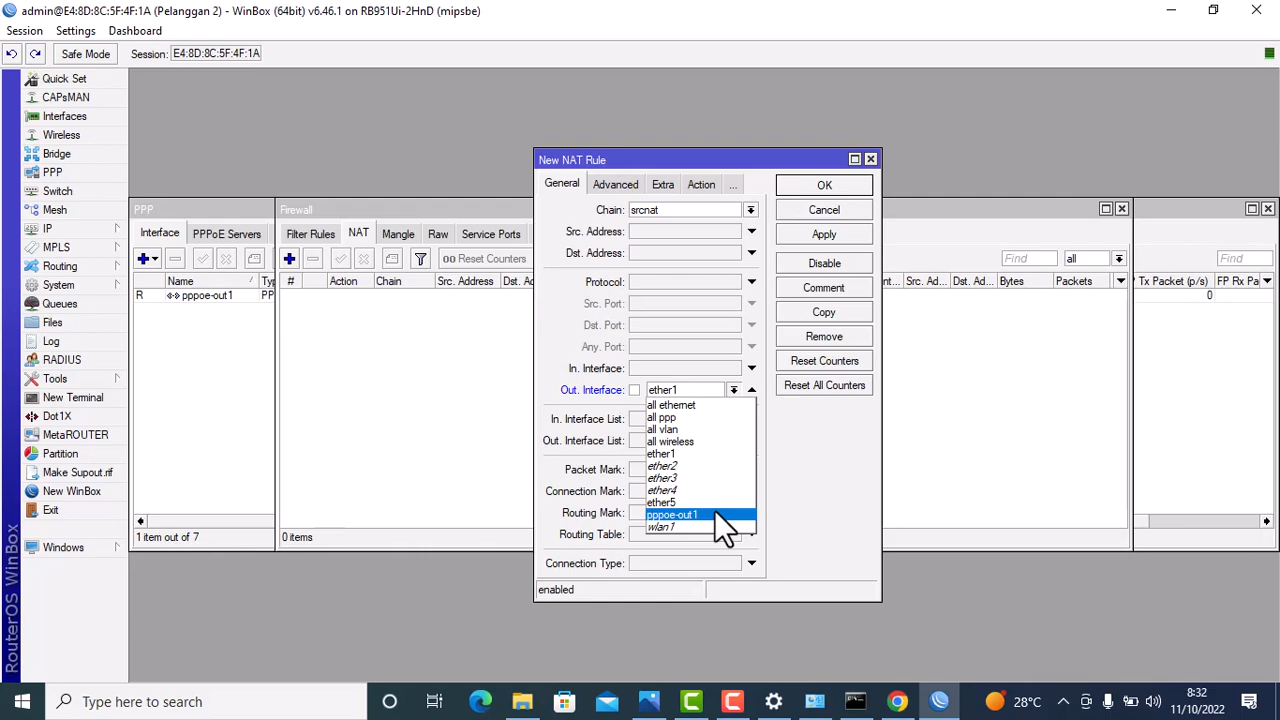 admin@E4:8D:8C:5F:4F:1A (Pelanggan 2) - WinBox (64bit) v6.46.1 on RB951Ui-2HnD (mipsbe)
Session Settings Dashboard
Safe Mode Session: E4:8D:8C:5F:4F:1A
Quick Set
CAPsMAN
Interfaces
Wireless
Bridge
PPP
Switch
Mesh
IP
MPLS
Routing
System
Queues
Files
Log
RADIUS
Tools
New Terminal
Dot1X
MetaROUTER
Partition
Make Supout.rif
New WinBox
Exit
Windows
RouterOS WinBox
PPP
Interface PPPoE Servers
Name Typ
R pppoe-out1 PP
1 item out of 7
Firewall
Filter Rules NAT Mangle Raw Service Ports
00 Reset Counters
# Action Chain Src. Address Dst. Ad
0 items
Find all
nt... Src. Ad... Dst. Ad... Bytes Packets
Find
Tx Packet (p/s) FP Rx Pa
0
New NAT Rule
General Advanced Extra Action ...
Chain: srcnat
Src. Address:
Dst. Address:
Protocol:
Src. Port:
Dst. Port:
Any. Port:
In. Interface:
Out. Interface: ether1
all ethernet
all ppp
all vlan
all wireless
ether1
ether2
ether3
ether4
ether5
pppoe-out1
wlan1
In. Interface List:
Out. Interface List:
Packet Mark:
Connection Mark:
Routing Mark:
Routing Table:
Connection Type:
enabled
OK
Cancel
Apply
Disable
Comment
Copy
Remove
Reset Counters
Reset All Counters
Type here to search
28°C
8:32
11/10/2022